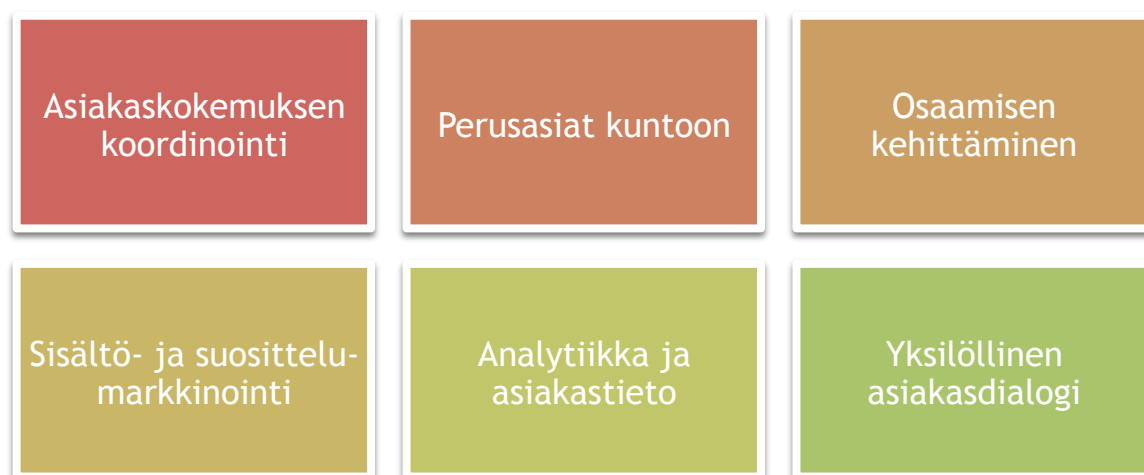 Asiakaskokemuksen
koordinointi
Perusasiat kuntoon
Osaamisen
kehittäminen
Sisältö- ja suosittelu-
markkinointi
Analytiikka ja
asiakastieto
Yksilöllinen
asiakasdialogi